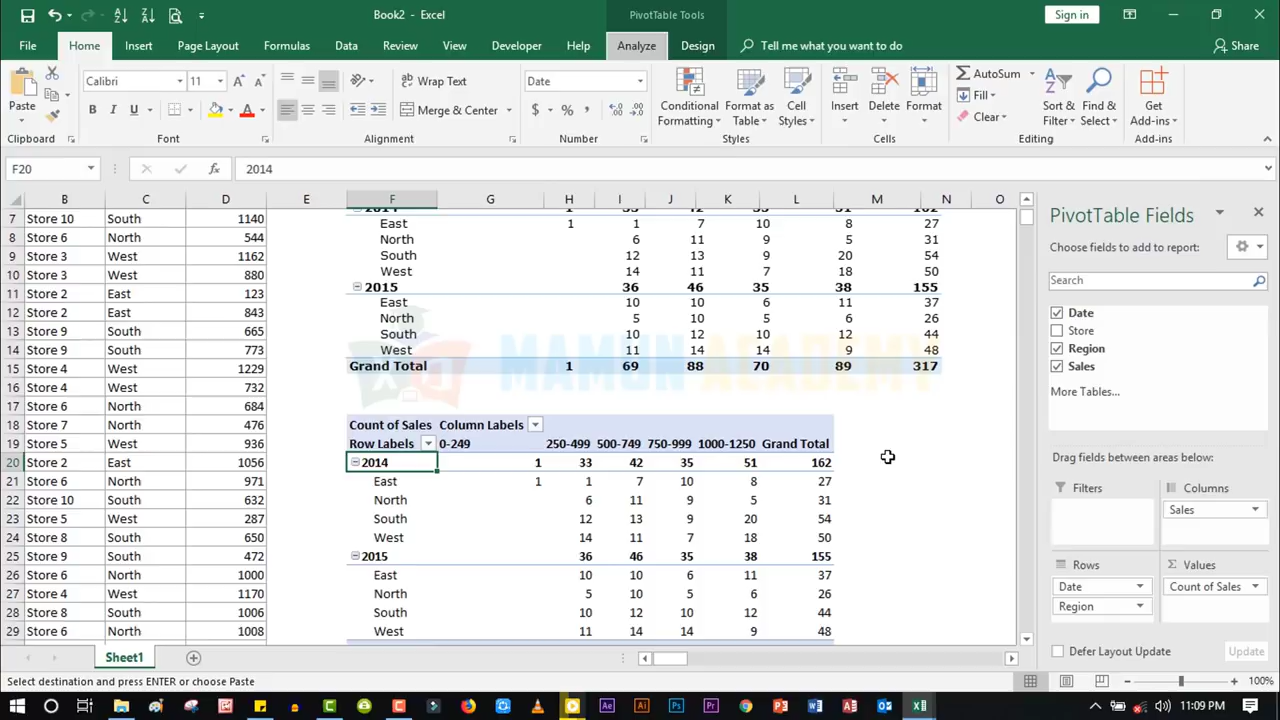 Book2 - Excel
PivotTable Tools
Sign in
File Home Insert Page Layout Formulas Data Review View Developer Help Analyze Design Tell me what you want to do Share
Calibri 11 Wrap Text Date AutoSum
Paste Conditional Formatting Format as Table Cell Styles Insert Delete Format Fill Sort & Filter Find & Select Get Add-ins
B I U Merge & Center $ % , Clear
Clipboard Font Alignment Number Styles Cells Editing Add-ins
F20 fx 2014
B C D E F G H I J K L M N O
7 Store 10 South 1140
8 Store 6 North 544 East 1 1 7 10 8 27
9 Store 3 West 1162 North 6 11 9 5 31
10 Store 3 West 880 South 12 13 9 20 54
West 14 11 7 18 50
11 Store 2 East 123 2015 36 46 35 38 155
12 Store 2 East 843 East 10 10 6 11 37
13 Store 9 South 665 North 5 10 5 6 26
South 10 12 10 12 44
14 Store 9 South 773 West 11 14 14 9 48
15 Store 4 West 1229 Grand Total 1 69 88 70 89 317
MAMUN ACADEMY
16 Store 4 West 732
17 Store 6 North 684
18 Store 7 North 476 Count of Sales Column Labels
19 Store 5 West 936 Row Labels 0-249 250-499 500-749 750-999 1000-1250 Grand Total
20 Store 2 East 1056 2014 1 33 42 35 51 162
21 Store 6 North 971 East 1 1 7 10 8 27
22 Store 10 South 632 North 6 11 9 5 31
23 Store 5 West 287 South 12 13 9 20 54
24 Store 8 South 650 West 14 11 7 18 50
25 Store 9 South 472 2015 36 46 35 38 155
26 Store 6 North 1000 East 10 10 6 11 37
27 Store 4 West 1170 North 5 10 5 6 26
28 Store 8 South 1006 South 10 12 10 12 44
29 Store 6 North 1008 West 11 14 14 9 48
PivotTable Fields
Choose fields to add to report:
Search
Date
Store
Region
Sales
More Tables...
Drag fields between areas below:
Filters Columns
Sales
Rows Σ Values
Date Count of Sales
Region
Defer Layout Update Update
Sheet1
Select destination and press ENTER or choose Paste 100%
11:09 PM